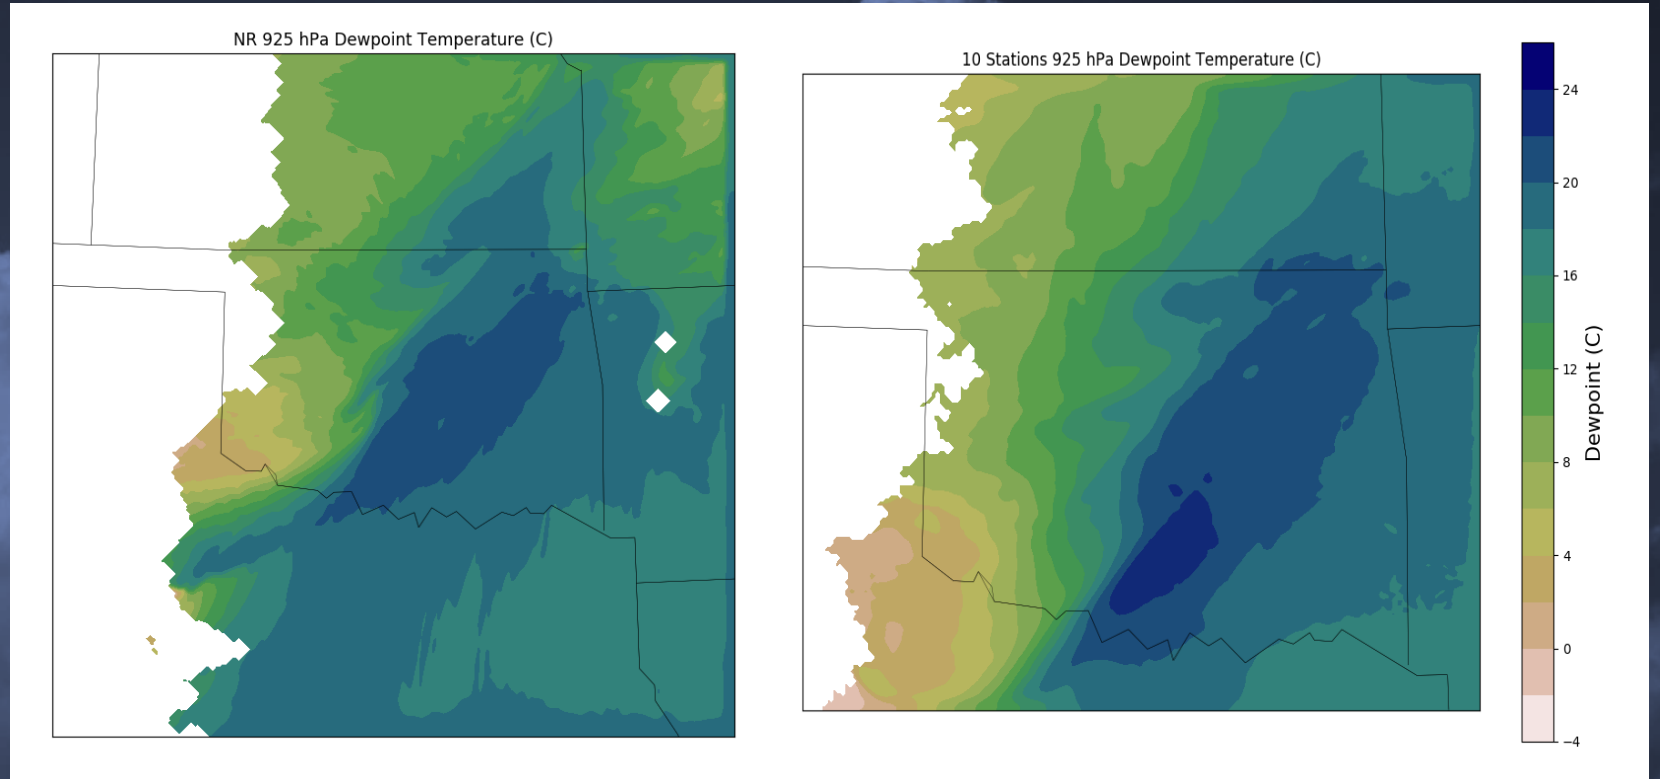 NR 925 hPa Dewpoint Temperature (C)
10 Stations 925 hPa Dewpoint Temperature (C)
24
20
16
12
8
4
0
−4
Dewpoint (C)